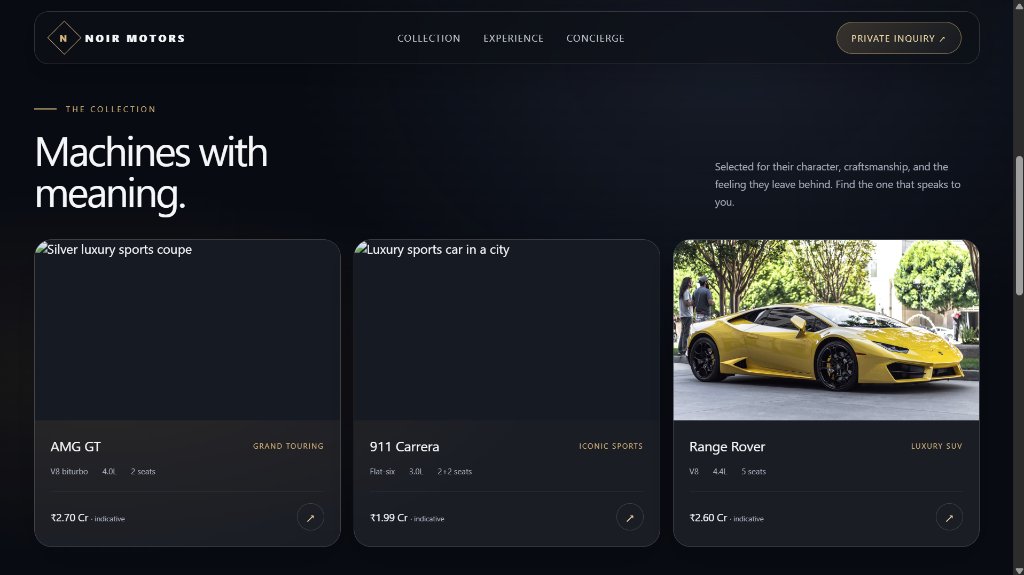 N NOIR MOTORS
COLLECTION EXPERIENCE CONCIERGE
PRIVATE INQUIRY ↗
THE COLLECTION
Machines with
meaning.
Selected for their character, craftsmanship, and the
feeling they leave behind. Find the one that speaks to
you.
Silver luxury sports coupe
Luxury sports car in a city
AMG GT GRAND TOURING
V8 biturbo 4.0L 2 seats
₹2.70 Cr · indicative ↗
911 Carrera ICONIC SPORTS
Flat-six 3.0L 2+2 seats
₹1.99 Cr · indicative ↗
Range Rover LUXURY SUV
V8 4.4L 5 seats
₹2.60 Cr · indicative ↗